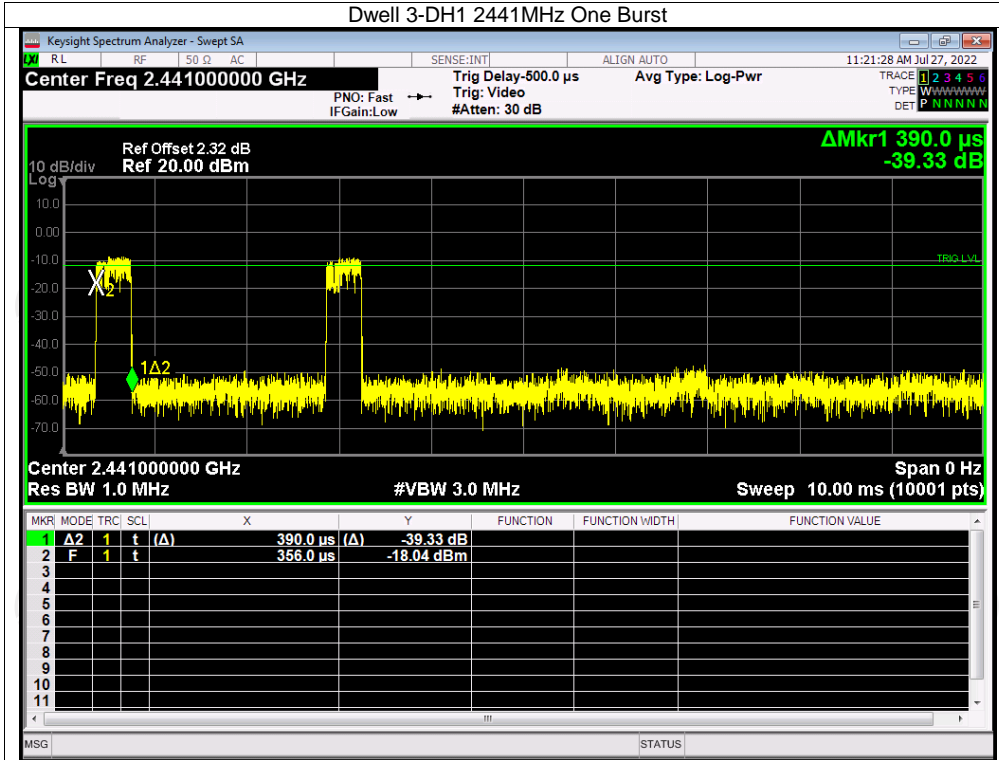 Dwell 3-DH1 2441MHz One Burst
Keysight Spectrum Analyzer - Swept SA
LXI RL RF 50 Ω AC SENSE:INT ALIGN AUTO 11:21:28 AM Jul 27, 2022
Center Freq 2.441000000 GHz Trig Delay-500.0 µs Avg Type: Log-Pwr TRACE 1 2 3 4 5 6
PNO: Fast Trig: Video TYPE WWWWWWW
IFGain:Low #Atten: 30 dB DET P N N N N N
Ref Offset 2.32 dB ΔMkr1 390.0 µs
10 dB/div Ref 20.00 dBm -39.33 dB
Log
10.0
0.00
-10.0 TRIG LVL
-20.0 2
-30.0
-40.0
-50.0 1Δ2
-60.0
-70.0
Center 2.441000000 GHz Span 0 Hz
Res BW 1.0 MHz #VBW 3.0 MHz Sweep 10.00 ms (10001 pts)
MKR MODE TRC SCL X Y FUNCTION FUNCTION WIDTH FUNCTION VALUE
1 Δ2 1 t (Δ) 390.0 µs (Δ) -39.33 dB
2 F 1 t 356.0 µs -18.04 dBm
3
4
5
6
7
8
9
10
11
MSG STATUS